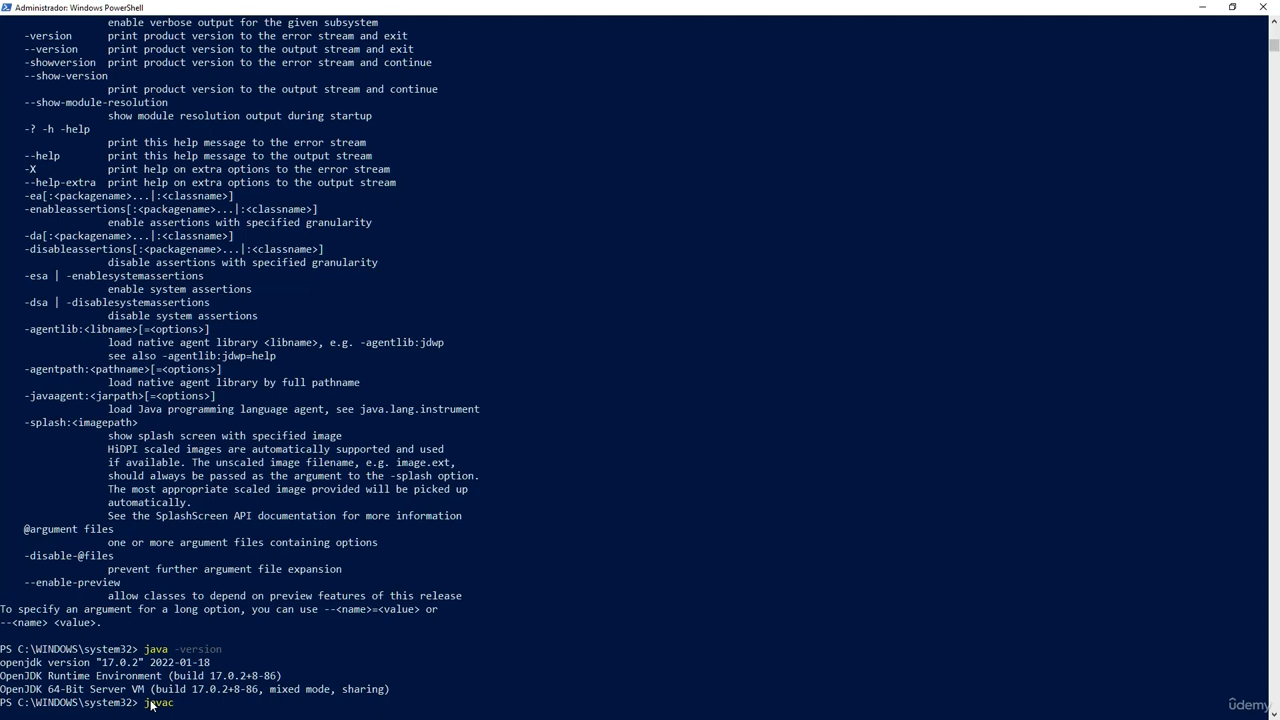 Administrador: Windows PowerShell
enable verbose output for the given subsystem
-version      print product version to the error stream and exit
--version     print product version to the output stream and exit
-showversion  print product version to the error stream and continue
--show-version
print product version to the output stream and continue
--show-module-resolution
show module resolution output during startup
-? -h -help
print this help message to the error stream
--help        print this help message to the output stream
-X            print help on extra options to the error stream
--help-extra  print help on extra options to the output stream
-ea[:<packagename>...|:<classname>]
-enableassertions[:<packagename>...|:<classname>]
enable assertions with specified granularity
-da[:<packagename>...|:<classname>]
-disableassertions[:<packagename>...|:<classname>]
disable assertions with specified granularity
-esa | -enablesystemassertions
enable system assertions
-dsa | -disablesystemassertions
disable system assertions
-agentlib:<libname>[=<options>]
load native agent library <libname>, e.g. -agentlib:jdwp
see also -agentlib:jdwp=help
-agentpath:<pathname>[=<options>]
load native agent library by full pathname
-javaagent:<jarpath>[=<options>]
load Java programming language agent, see java.lang.instrument
-splash:<imagepath>
show splash screen with specified image
HiDPI scaled images are automatically supported and used
if available. The unscaled image filename, e.g. image.ext,
should always be passed as the argument to the -splash option.
The most appropriate scaled image provided will be picked up
automatically.
See the SplashScreen API documentation for more information
@argument files
one or more argument files containing options
-disable-@files
prevent further argument file expansion
--enable-preview
allow classes to depend on preview features of this release
To specify an argument for a long option, you can use --<name>=<value> or
--<name> <value>.
PS C:\WINDOWS\system32> java -version
openjdk version "17.0.2" 2022-01-18
OpenJDK Runtime Environment (build 17.0.2+8-86)
OpenJDK 64-Bit Server VM (build 17.0.2+8-86, mixed mode, sharing)
PS C:\WINDOWS\system32> javac
udemy